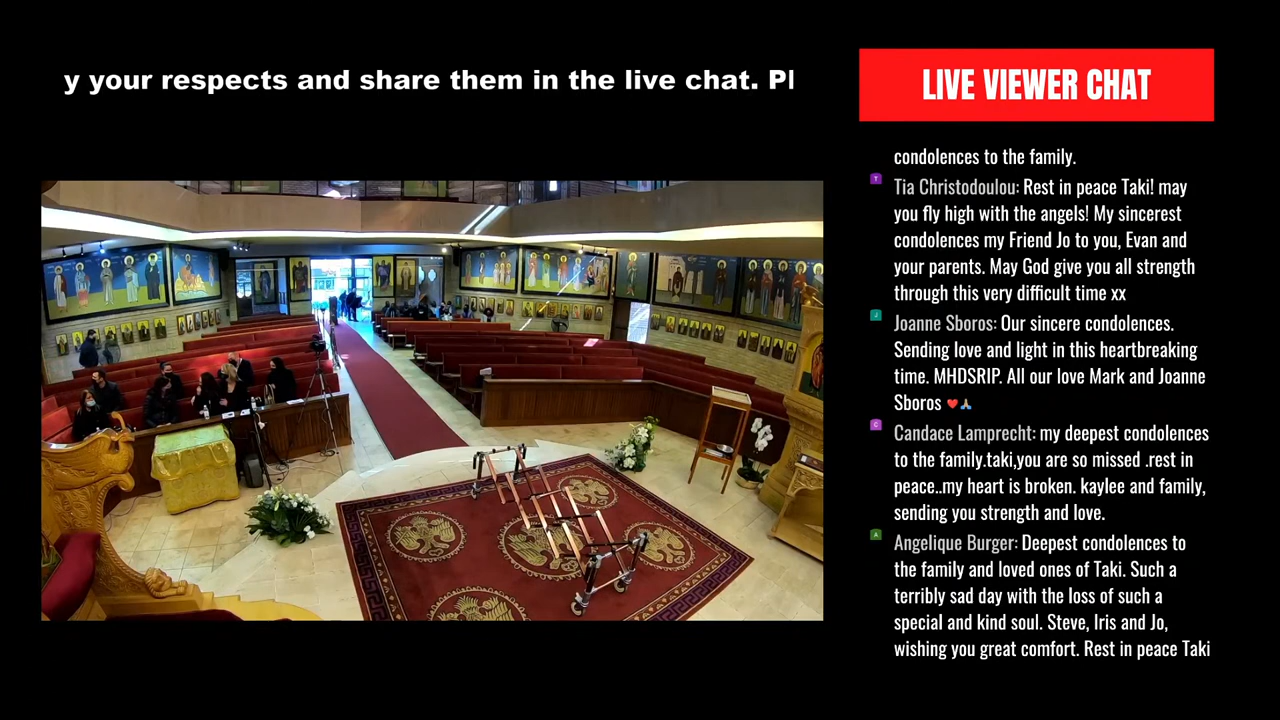 y your respects and share them in the live chat. Pl
LIVE VIEWER CHAT
condolences to the family.
Tia Christodoulou: Rest in peace Taki! may
you fly high with the angels! My sincerest
condolences my Friend Jo to you, Evan and
your parents. May God give you all strength
through this very difficult time xx
Joanne Sboros: Our sincere condolences.
Sending love and light in this heartbreaking
time. MHDSRIP. All our love Mark and Joanne
Sboros ❤️🙏
Candace Lamprecht: my deepest condolences
to the family.taki,you are so missed .rest in
peace..my heart is broken. kaylee and family,
sending you strength and love.
Angelique Burger: Deepest condolences to
the family and loved ones of Taki. Such a
terribly sad day with the loss of such a
special and kind soul. Steve, Iris and Jo,
wishing you great comfort. Rest in peace Taki